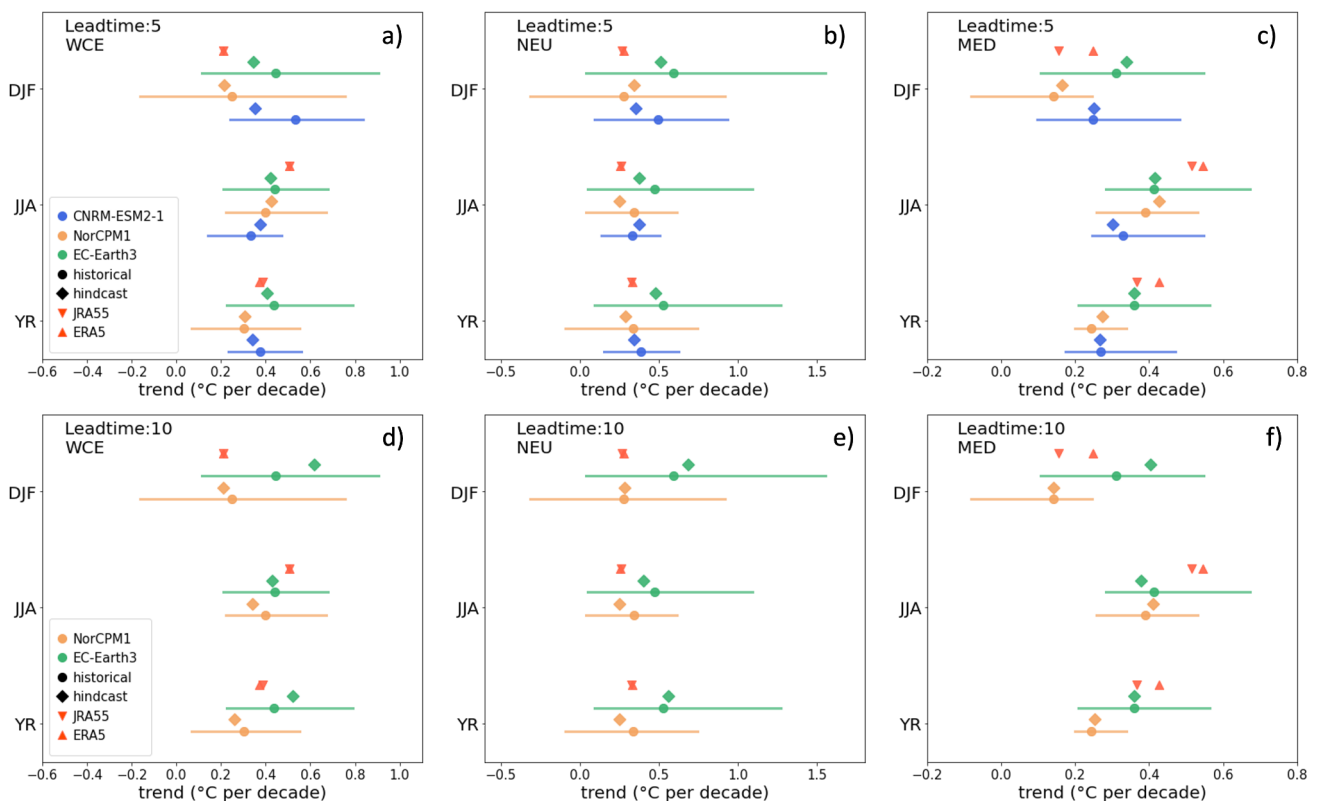 Leadtime:5
WCE
a)
DJF
JJA
YR
CNRM-ESM2-1
NorCPM1
EC-Earth3
historical
hindcast
JRA55
ERA5
−0.6 −0.4 −0.2 0.0 0.2 0.4 0.6 0.8 1.0
trend (°C per decade)
Leadtime:5
NEU
b)
DJF
JJA
YR
−0.5 0.0 0.5 1.0 1.5
trend (°C per decade)
Leadtime:5
MED
c)
DJF
JJA
YR
−0.2 0.0 0.2 0.4 0.6 0.8
trend (°C per decade)
Leadtime:10
WCE
d)
DJF
JJA
YR
NorCPM1
EC-Earth3
historical
hindcast
JRA55
ERA5
−0.6 −0.4 −0.2 0.0 0.2 0.4 0.6 0.8 1.0
trend (°C per decade)
Leadtime:10
NEU
e)
DJF
JJA
YR
−0.5 0.0 0.5 1.0 1.5
trend (°C per decade)
Leadtime:10
MED
f)
DJF
JJA
YR
−0.2 0.0 0.2 0.4 0.6 0.8
trend (°C per decade)